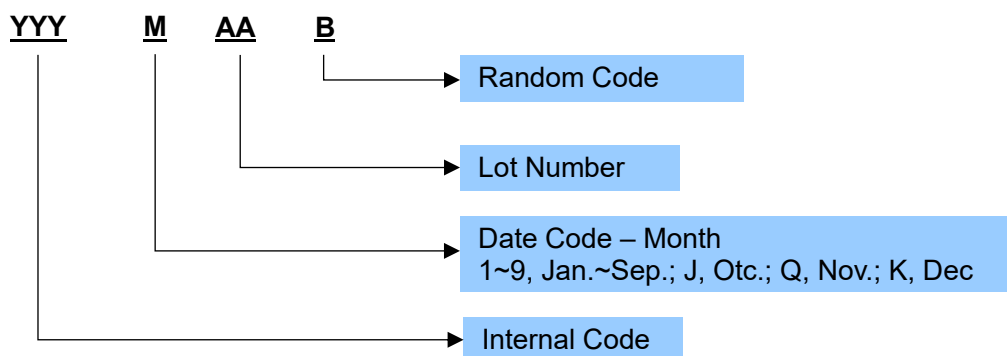 YYY M AA B
Random Code
Lot Number
Date Code – Month
1~9, Jan.~Sep.; J, Otc.; Q, Nov.; K, Dec
Internal Code